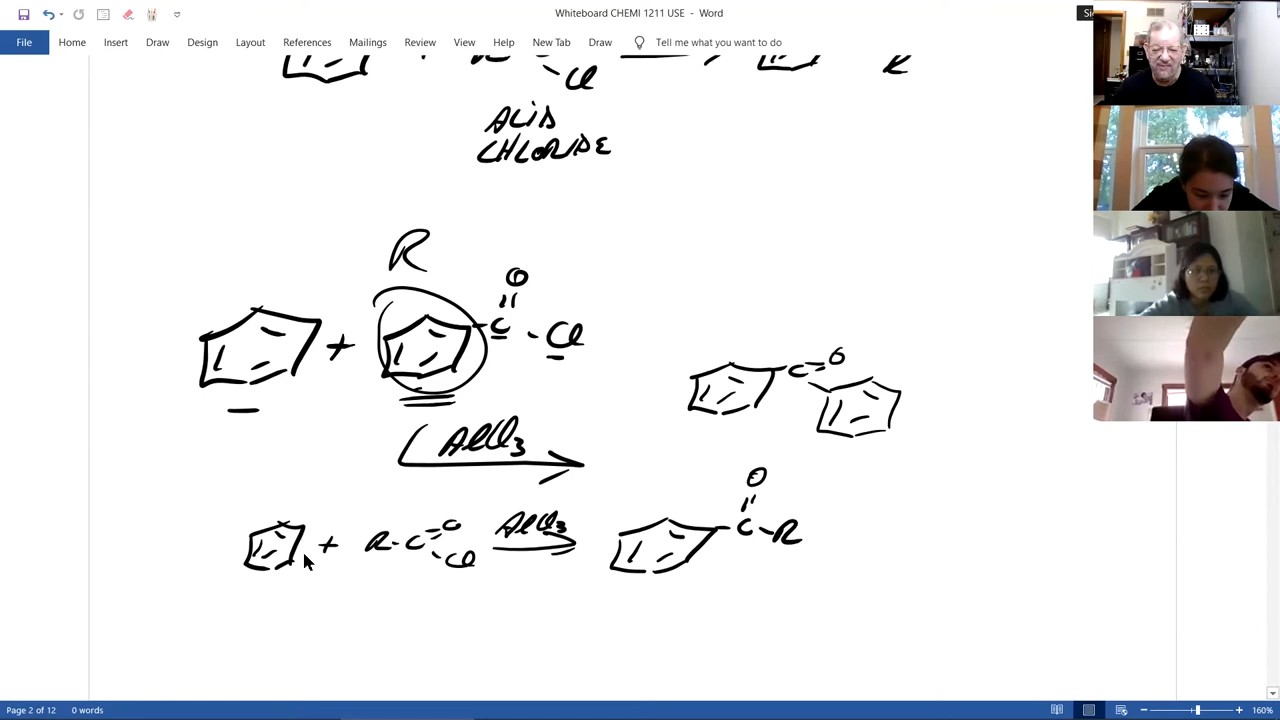 Whiteboard CHEMI 1211 USE - Word
File Home Insert Draw Design Layout References Mailings Review View Help New Tab Draw Tell me what you want to do
+ R Cl R
ACID
CHLORIDE
R
O
+ C - Cl
C = O
AlCl3
O
+ R - C = O AlCl3 C - R
Cl
Page 2 of 12 0 words 160%